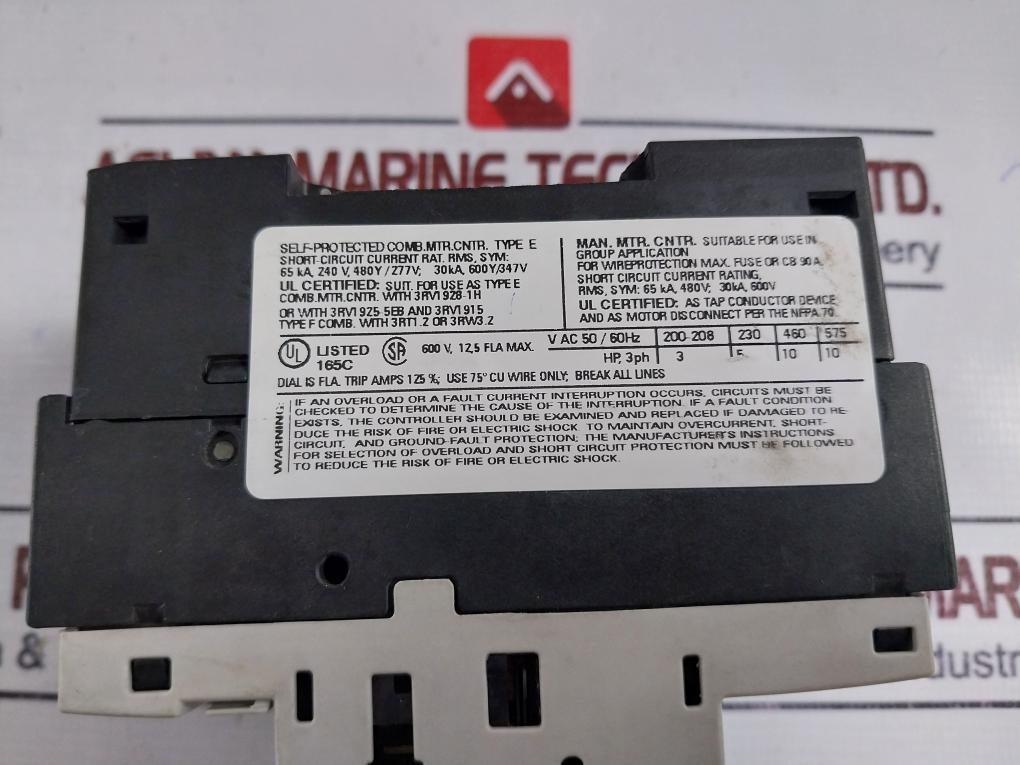 MARINE TECH LTD.
SELF-PROTECTED COMB.MTR.CNTR. TYPE E
SHORT-CIRCUIT CURRENT RAT. RMS, SYM:
65 kA, 240 V, 480Y/277V; 30kA, 600Y/347V
UL CERTIFIED: SUIT. FOR USE AS TYPE E
COMB.MTR.CNTR. WITH 3RV1928-1H
OR WITH 3RV1925-5EB AND 3RV1915
TYPE F COMB. WITH 3RT1.2 OR 3RW3.2
MAN. MTR. CNTR. SUITABLE FOR USE IN
GROUP APPLICATION
FOR WIREPROTECTION MAX. FUSE OR CB 90 A
SHORT CIRCUIT CURRENT RATING,
RMS, SYM: 65 kA, 480V; 30kA, 600V
UL CERTIFIED: AS TAP CONDUCTOR DEVICE
AND AS MOTOR DISCONNECT PER THE NFPA 70
UL LISTED
165C
SA 600 V, 12,5 FLA MAX.
V AC 50 / 60Hz 200-208 230 460 575
HP, 3ph 3 5 10 10
DIAL IS FLA. TRIP AMPS 125 %; USE 75° CU WIRE ONLY; BREAK ALL LINES
WARNING:
IF AN OVERLOAD OR A FAULT CURRENT INTERRUPTION OCCURS, CIRCUITS MUST BE
CHECKED TO DETERMINE THE CAUSE OF THE INTERRUPTION. IF A FAULT CONDITION
EXISTS, THE CONTROLLER SHOULD BE EXAMINED AND REPLACED IF DAMAGED TO RE-
DUCE THE RISK OF FIRE OR ELECTRIC SHOCK. TO MAINTAIN OVERCURRENT, SHORT-
CIRCUIT, AND GROUND-FAULT PROTECTION, THE MANUFACTURER'S INSTRUCTIONS
FOR SELECTION OF OVERLOAD AND SHORT CIRCUIT PROTECTION MUST BE FOLLOWED
TO REDUCE THE RISK OF FIRE OR ELECTRIC SHOCK.
MAR
&